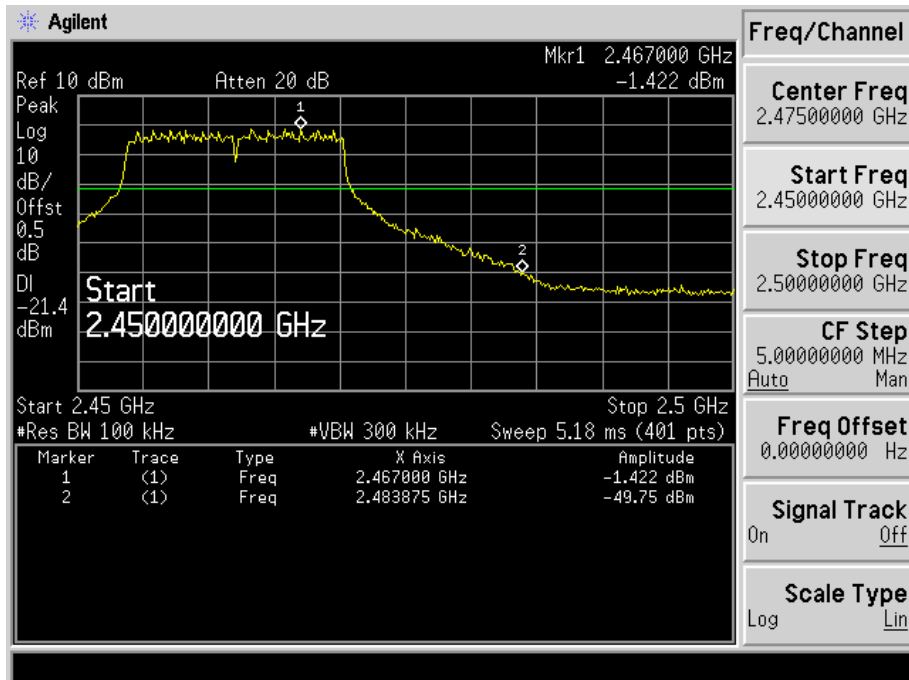 Agilent
Mkr1 2.467000 GHz
Ref 10 dBm Atten 20 dB -1.422 dBm
Peak
Log
10
dB/
Offst
0.5
dB
DI
-21.4
dBm
1
2
Start
2.450000000 GHz
Start 2.45 GHz Stop 2.5 GHz
#Res BW 100 kHz #VBW 300 kHz Sweep 5.18 ms (401 pts)
Marker Trace Type X Axis Amplitude
1 (1) Freq 2.467000 GHz -1.422 dBm
2 (1) Freq 2.483875 GHz -49.75 dBm
Freq/Channel
Center Freq
2.47500000 GHz
Start Freq
2.45000000 GHz
Stop Freq
2.50000000 GHz
CF Step
5.00000000 MHz
Auto Man
Freq Offset
0.00000000 Hz
Signal Track
On Off
Scale Type
Log Lin